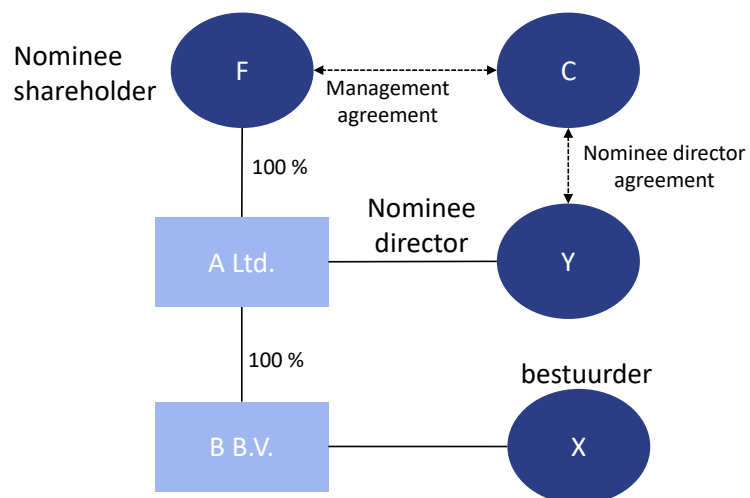 Nominee
shareholder
F
Management
agreement
C
100 %
Nominee director
agreement
Nominee
director
A Ltd.
Y
100 %
bestuurder
B B.V.
X